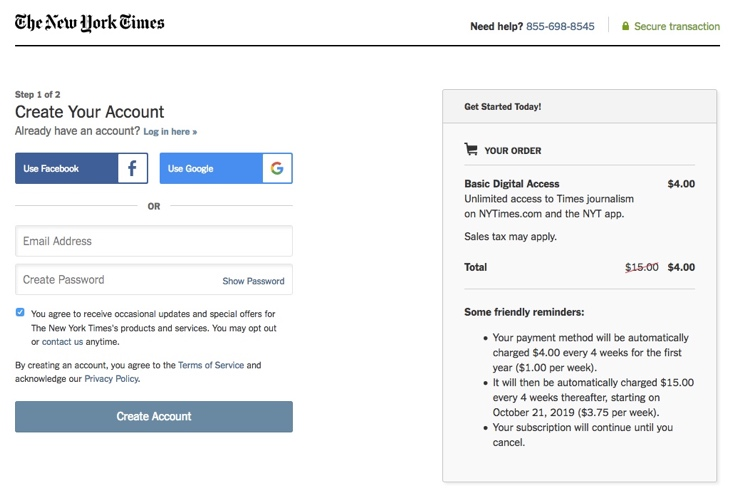 The New York Times
Need help? 855-698-8545
Secure transaction
Step 1 of 2
Create Your Account
Already have an account? Log in here »
Use Facebook
f
Use Google
G
OR
Email Address
Create Password
Show Password
You agree to receive occasional updates and special offers for
The New York Times's products and services. You may opt out
or contact us anytime.
By creating an account, you agree to the Terms of Service and
acknowledge our Privacy Policy.
Create Account
Get Started Today!
YOUR ORDER
Basic Digital Access $4.00
Unlimited access to Times journalism
on NYTimes.com and the NYT app.
Sales tax may apply.
Total $15.00 $4.00
Some friendly reminders:
• Your payment method will be automatically
charged $4.00 every 4 weeks for the first
year ($1.00 per week).
• It will then be automatically charged $15.00
every 4 weeks thereafter, starting on
October 21, 2019 ($3.75 per week).
• Your subscription will continue until you
cancel.